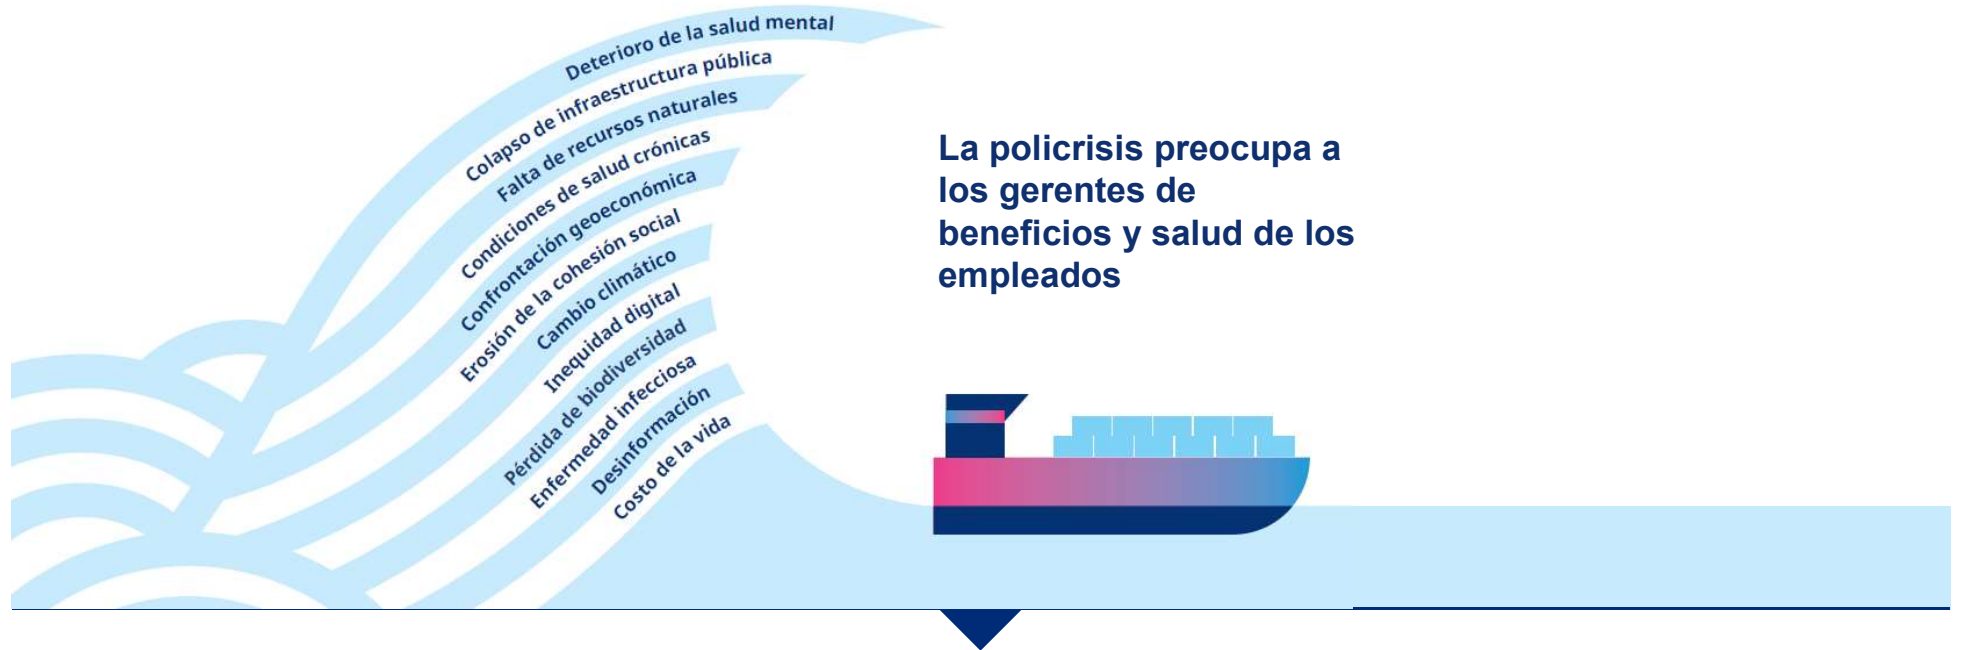 Deterioro de la salud mental
Colapso de infraestructura pública
Falta de recursos naturales
Condiciones de salud crónicas
Confrontación geoeconómica
Erosión de la cohesión social
Cambio climático
Inequidad digital
Pérdida de biodiversidad
Enfermedad infecciosa
Desinformación
Costo de la vida
La policrisis preocupa a
los gerentes de
beneficios y salud de los
empleados